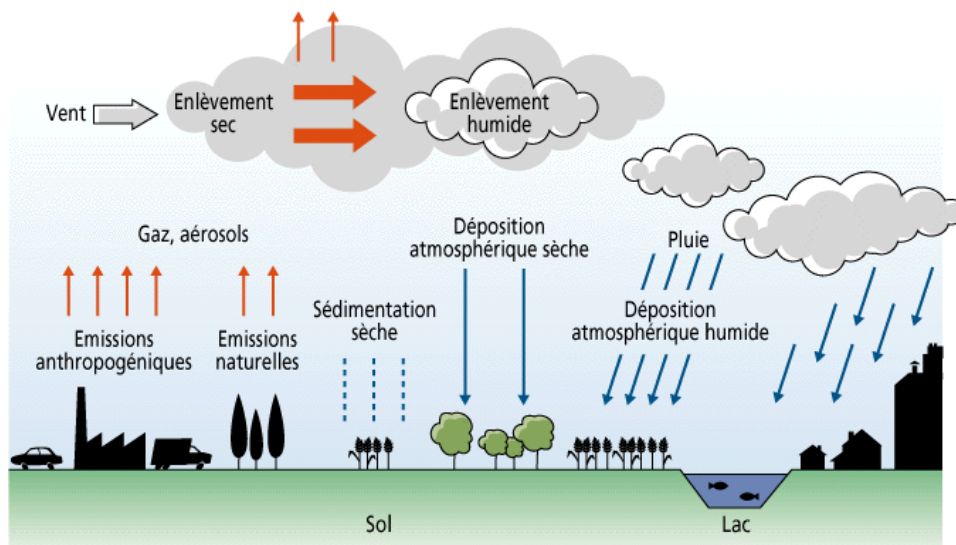 Vent
Enlèvement
sec
Enlèvement
humide
Gaz, aérosols
Déposition
atmosphérique sèche
Pluie
Sédimentation
sèche
Déposition
atmosphérique humide
Emissions
anthropogéniques
Emissions
naturelles
Sol
Lac